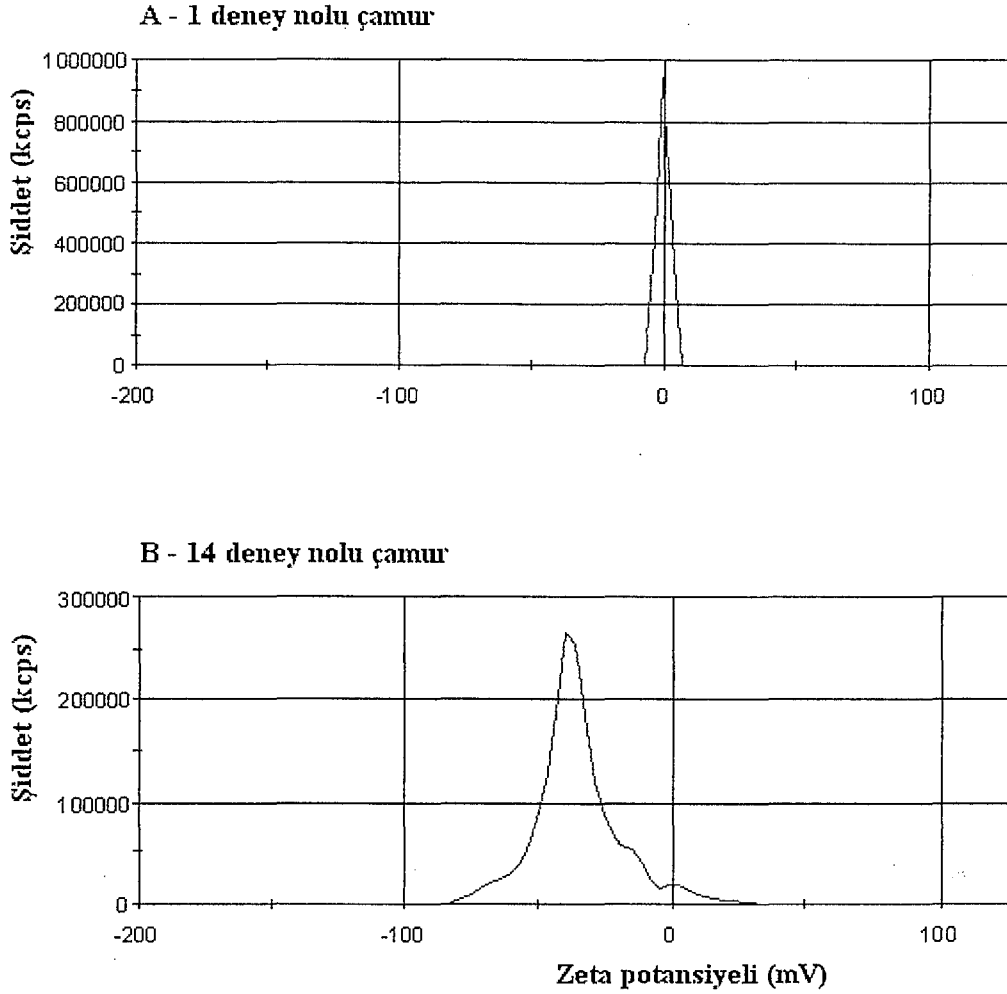 A - 1 deney nolu çamur
Şiddet (kcps)
1000000
800000
600000
400000
200000
0
-200 -100 0 100
B - 14 deney nolu çamur
Şiddet (kcps)
300000
200000
100000
0
-200 -100 0 100
Zeta potansiyeli (mV)